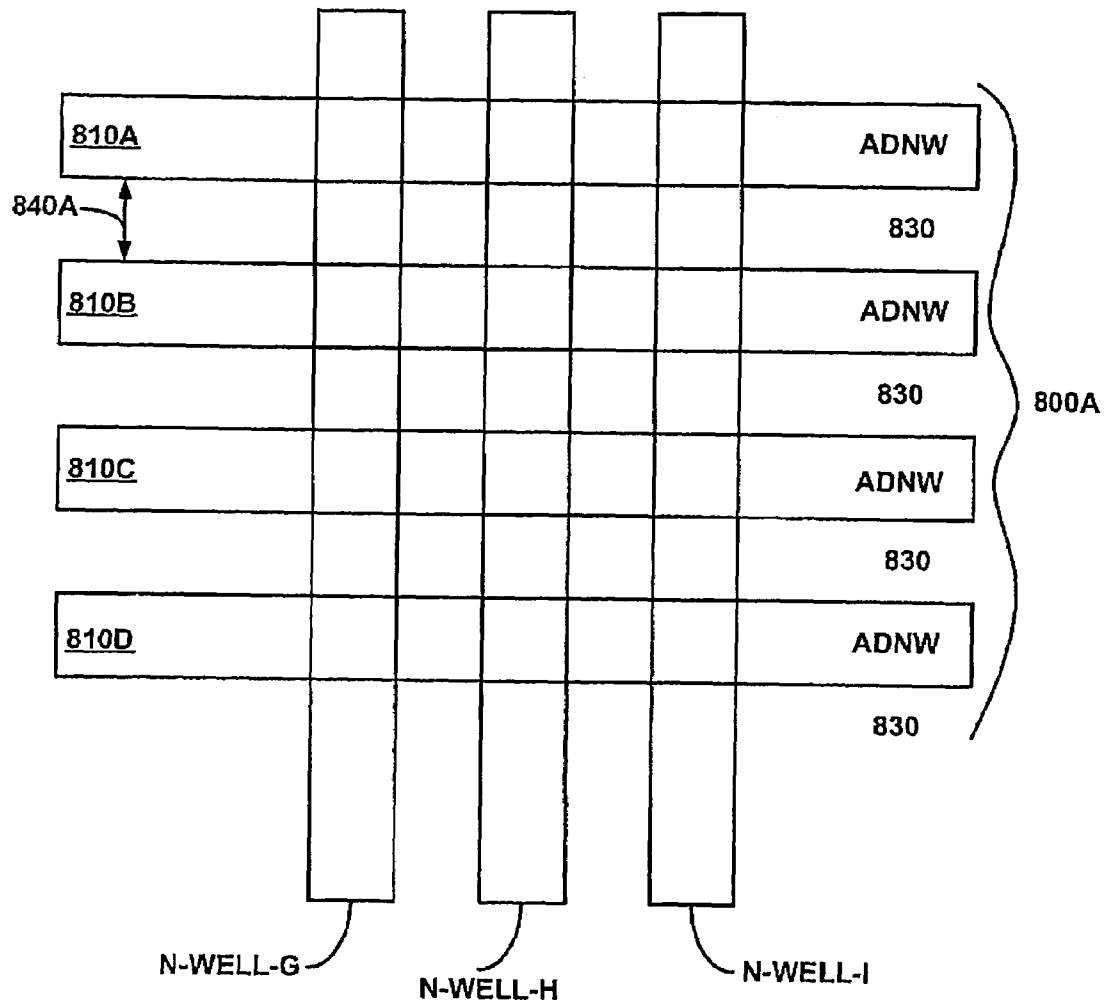 810A ADNW
840A
830
810B ADNW
830
800A
810C ADNW
830
810D ADNW
830
N-WELL-G
N-WELL-H
N-WELL-I